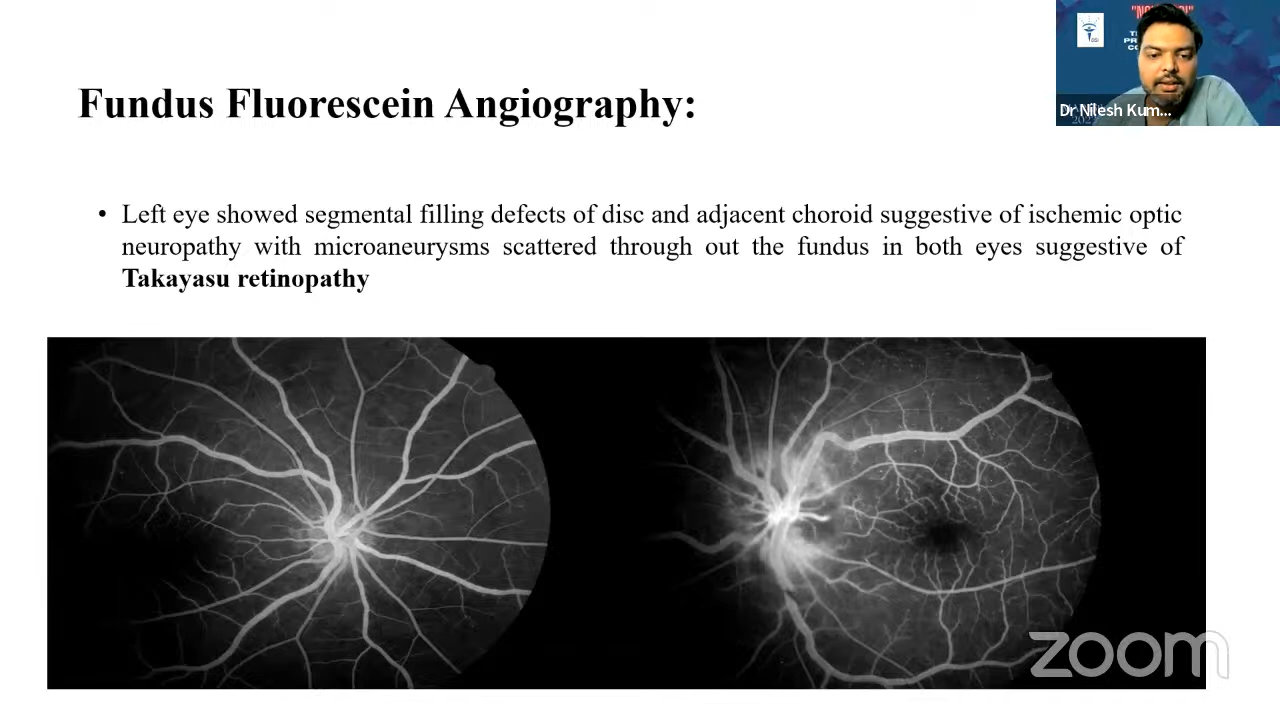 Fundus Fluorescein Angiography:
Dr Nilesh Kum...
• Left eye showed segmental filling defects of disc and adjacent choroid suggestive of ischemic optic
neuropathy with microaneurysms scattered through out the fundus in both eyes suggestive of
Takayasu retinopathy
zoom